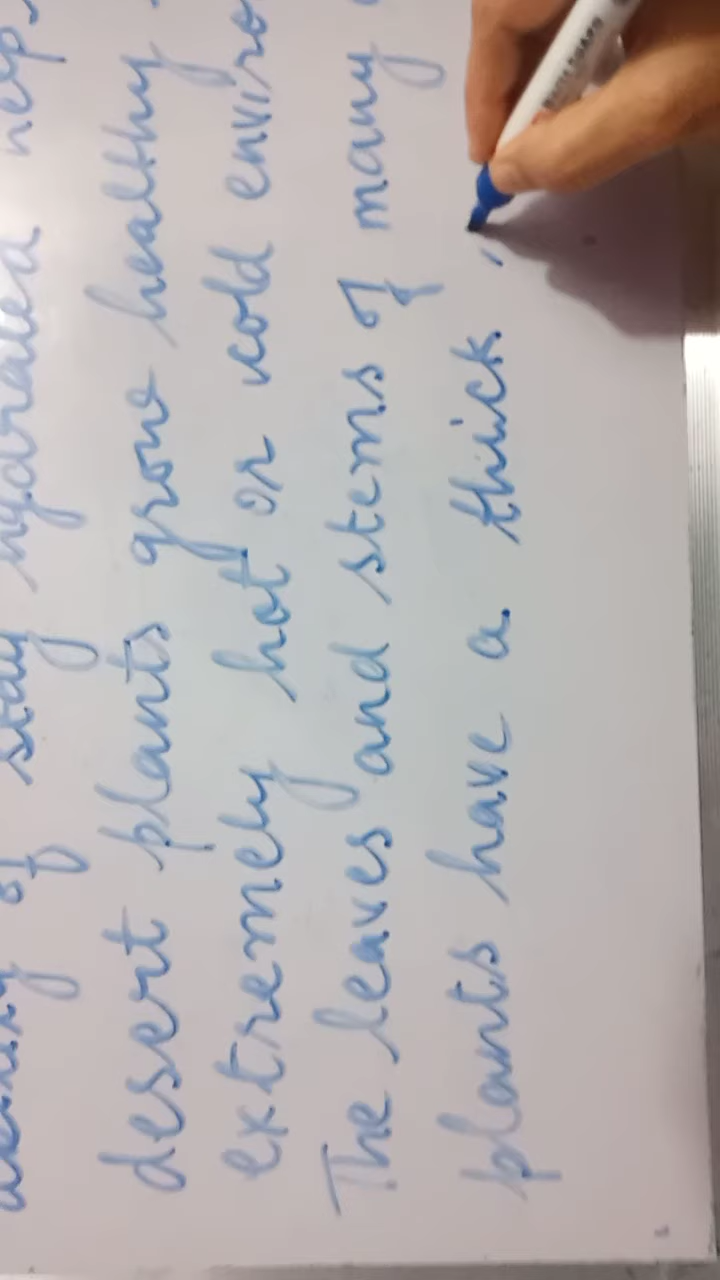 of stay hydrated help
desert plants grow healthy
extremely hot or cold enviro
The leaves and stems of many
plants have a thick,